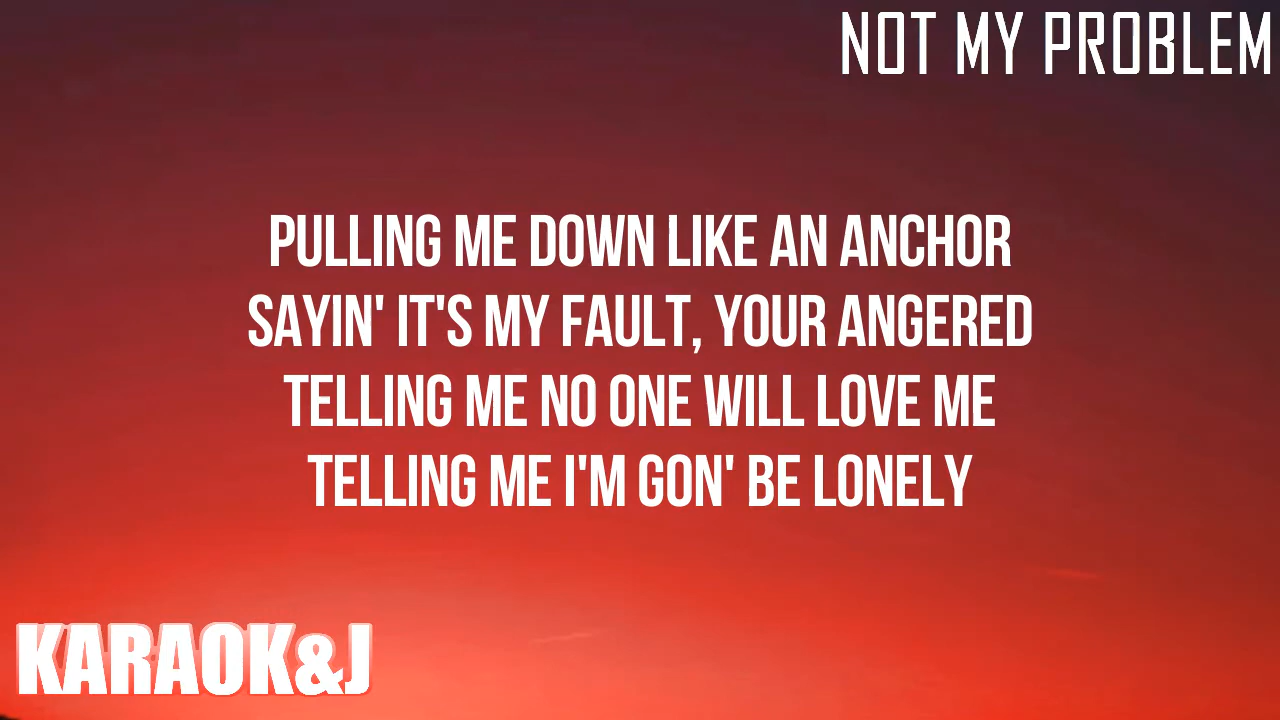 NOT MY PROBLEM
PULLING ME DOWN LIKE AN ANCHOR
SAYIN' IT'S MY FAULT, YOUR ANGERED
TELLING ME NO ONE WILL LOVE ME
TELLING ME I'M GON' BE LONELY
KARAOK&J